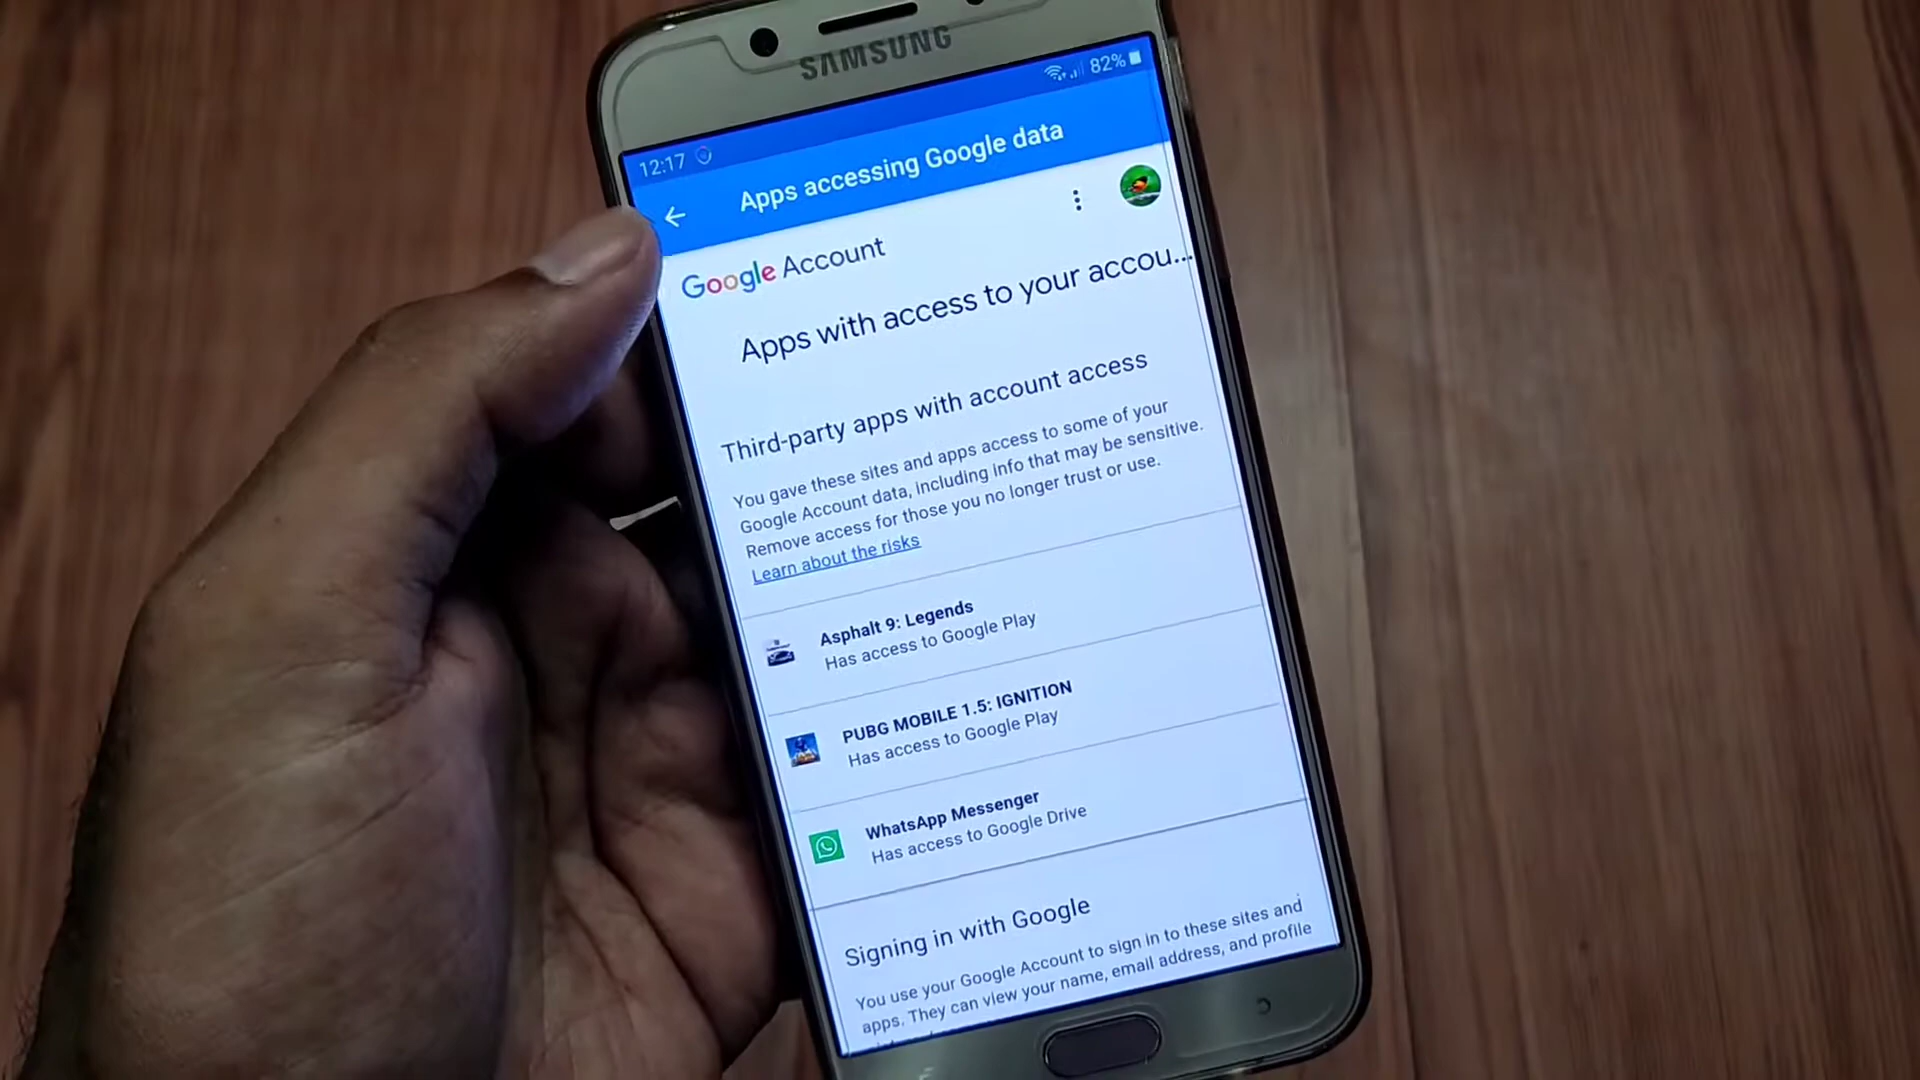 SAMSUNG
12:17 82%
Apps accessing Google data
Google Account
Apps with access to your accou...
Third-party apps with account access
You gave these sites and apps access to some of your
Google Account data, including info that may be sensitive.
Remove access for those you no longer trust or use.
Learn about the risks
Asphalt 9: Legends
Has access to Google Play
PUBG MOBILE 1.5: IGNITION
Has access to Google Play
WhatsApp Messenger
Has access to Google Drive
Signing in with Google
You use your Google Account to sign in to these sites and
apps. They can view your name, email address, and profile